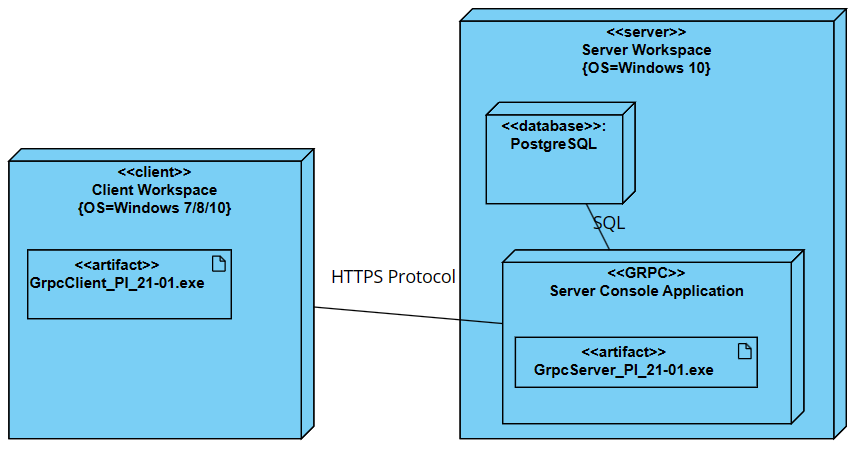 <<server>>
Server Workspace
{OS=Windows 10}
<<database>>:
PostgreSQL
SQL
<<GRPC>>
Server Console Application
<<artifact>>
GrpcServer_PI_21-01.exe
HTTPS Protocol
<<client>>
Client Workspace
{OS=Windows 7/8/10}
<<artifact>>
GrpcClient_PI_21-01.exe